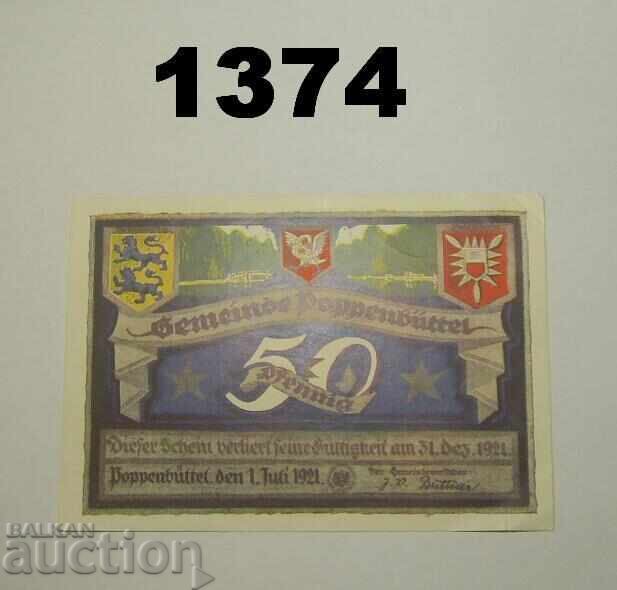 1374
Gemeinde Poppenbüttel
50
Pfennig
Dieser Schein verliert seine Gültigkeit am 31. Dez. 1921.
Poppenbüttel, den 1. Juli 1921.
J. V.
BALKAN
auction